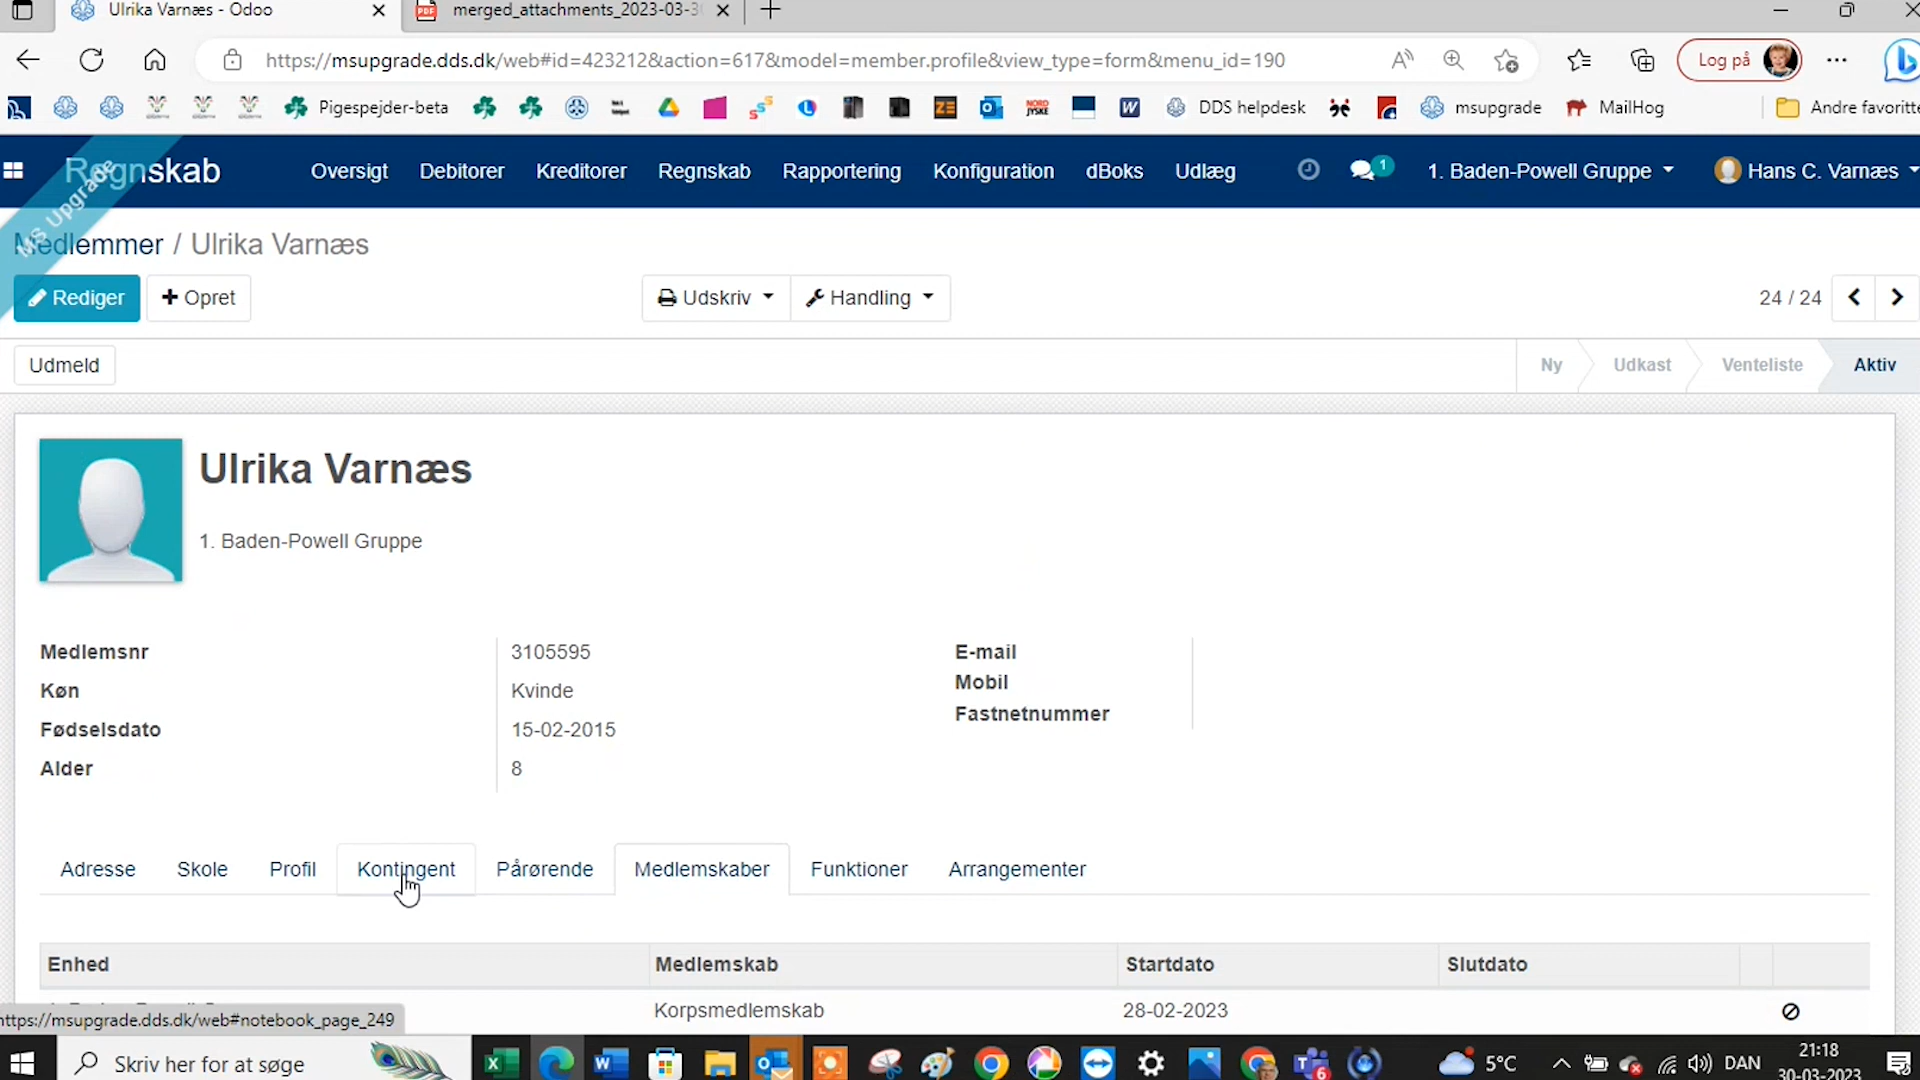 Ulrika Varnæs - Odoo
merged_attachments_2023-03-3
https://msupgrade.dds.dk/web#id=423212&action=617&model=member.profile&view_type=form&menu_id=190
Log på
Pigespejder-beta
DDS helpdesk
msupgrade
MailHog
Andre favoritte
MS Upgrade
Regnskab
Oversigt
Debitorer
Kreditorer
Regnskab
Rapportering
Konfiguration
dBoks
Udlæg
1
1. Baden-Powell Gruppe
Hans C. Varnæs
Medlemmer / Ulrika Varnæs
Rediger
Opret
Udskriv
Handling
24 / 24
Udmeld
Ny
Udkast
Venteliste
Aktiv
Ulrika Varnæs
1. Baden-Powell Gruppe
Medlemsnr 3105595
Køn Kvinde
Fødselsdato 15-02-2015
Alder 8
E-mail
Mobil
Fastnetnummer
Adresse
Skole
Profil
Kontingent
Pårørende
Medlemskaber
Funktioner
Arrangementer
Enhed Medlemskab Startdato Slutdato
Korpsmedlemskab 28-02-2023
https://msupgrade.dds.dk/web#notebook_page_249
Skriv her for at søge
5°C
DAN
21:18
30-03-2023